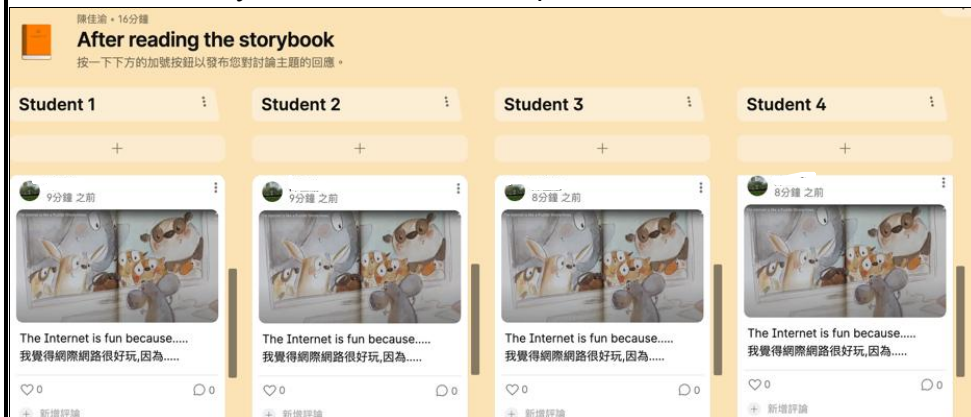 陳佳渝 • 16分鐘
After reading the storybook
按一下下方的加號按鈕以發布您對討論主題的回應。
Student 1
Student 2
Student 3
Student 4
+
+
+
+
9分鐘 之前
9分鐘 之前
8分鐘 之前
8分鐘 之前
The Internet is fun because.....
我覺得網際網路很好玩,因為.....
The Internet is fun because.....
我覺得網際網路很好玩,因為.....
The Internet is fun because.....
我覺得網際網路很好玩,因為.....
The Internet is fun because.....
我覺得網際網路很好玩,因為.....
0
0
0
0
0
0
0
0
新增評論
新增評論
新增評論
新增評論